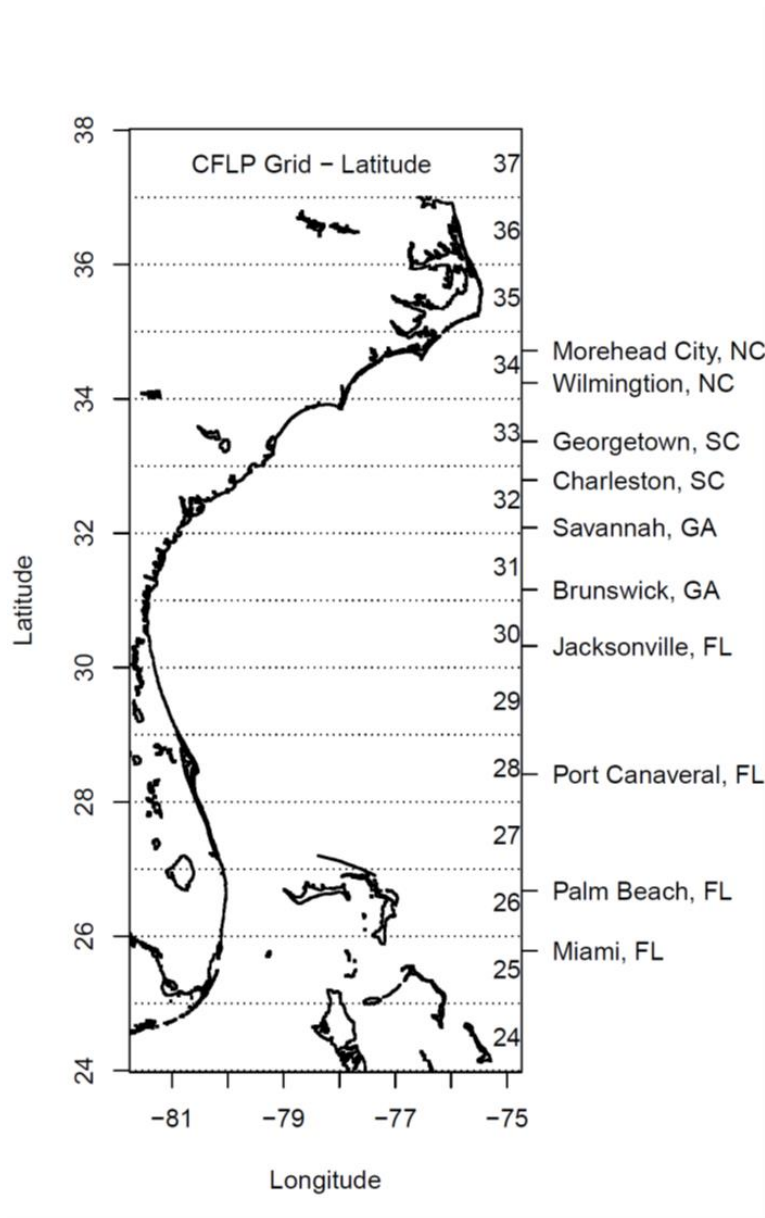 38
CFLP Grid − Latitude
37
36
36
35
Morehead City, NC
34
Wilmingtion, NC
34
33
Georgetown, SC
Charleston, SC
32
Savannah, GA
32
31
Brunswick, GA
30
Jacksonville, FL
30
29
28
Port Canaveral, FL
28
27
Palm Beach, FL
26
26
Miami, FL
25
24
24
−81 −79 −77 −75
Longitude
Latitude